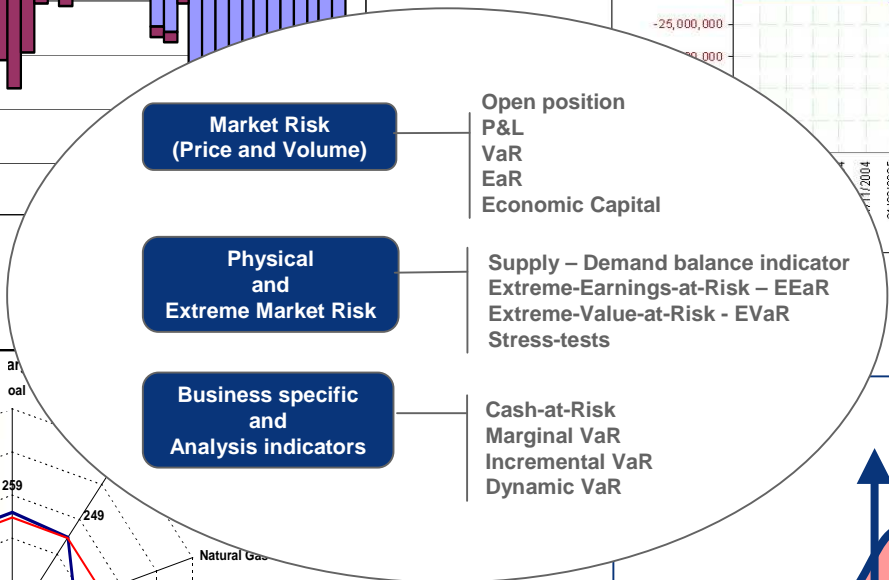 -25,000,000
Market Risk
(Price and Volume)
Open position
P&L
VaR
EaR
Economic Capital
Physical
and
Extreme Market Risk
Supply – Demand balance indicator
Extreme-Earnings-at-Risk – EEaR
Extreme-Value-at-Risk - EVaR
Stress-tests
Business specific
and
Analysis indicators
Cash-at-Risk
Marginal VaR
Incremental VaR
Dynamic VaR
259
249
Natural Gas